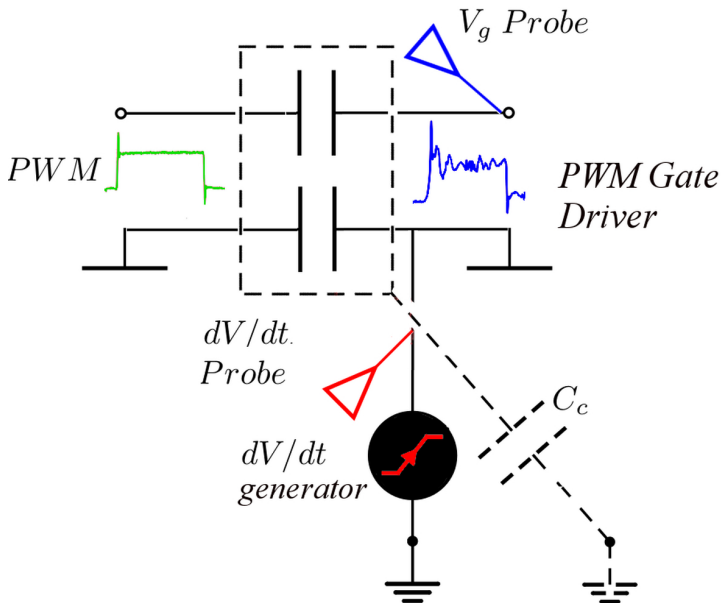 V_g Probe
PWM
PWM Gate
Driver
dV/dt.
Probe
C_c
dV/dt
generator